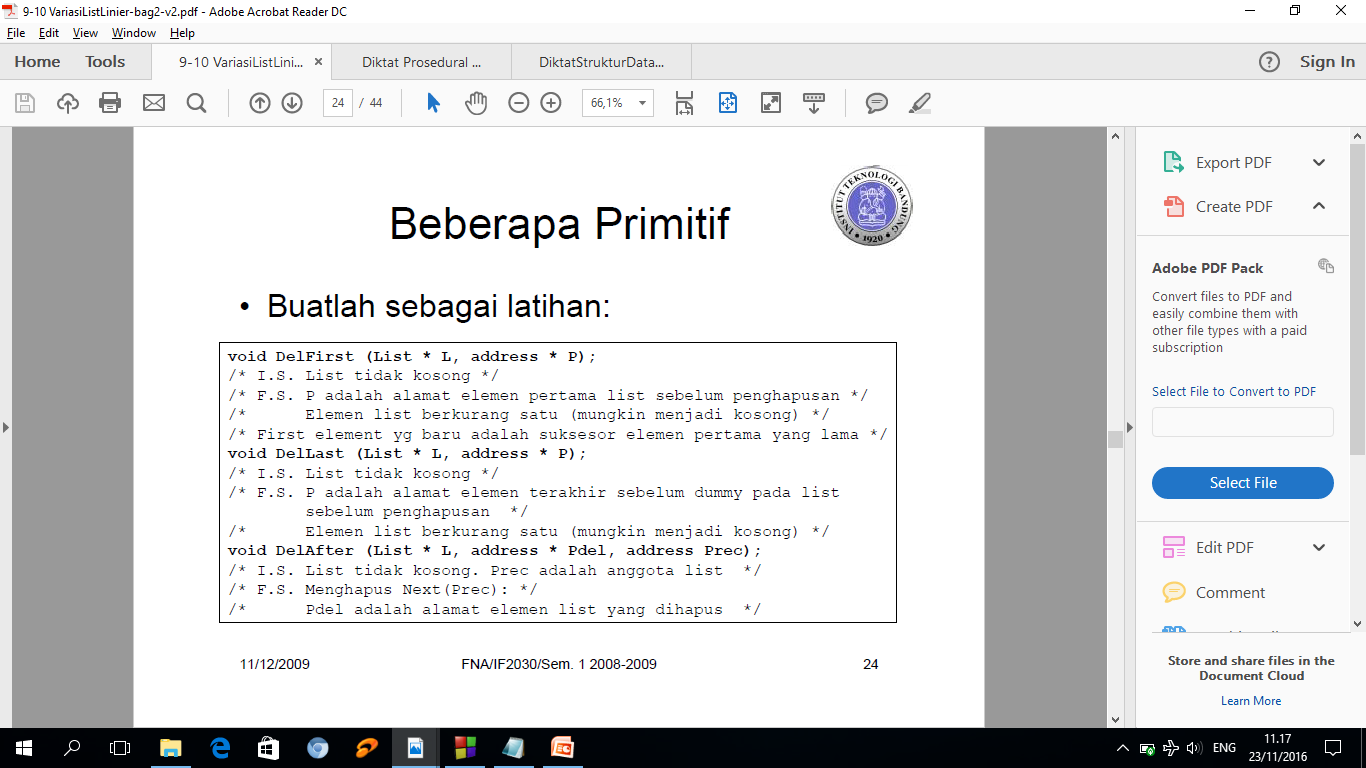 9-10 VariasiListLinier-bag2-v2.pdf - Adobe Acrobat Reader DC
File Edit View Window Help
Home Tools 9-10 VariasiListLini... × Diktat Prosedural ... DiktatStrukturData... ? Sign In
24 / 44 66,1%
INSTITUT TEKNOLOGI BANDUNG
• 1920 •
Beberapa Primitif
• Buatlah sebagai latihan:
void DelFirst (List * L, address * P);
/* I.S. List tidak kosong */
/* F.S. P adalah alamat elemen pertama list sebelum penghapusan */
/* Elemen list berkurang satu (mungkin menjadi kosong) */
/* First element yg baru adalah suksesor elemen pertama yang lama */
void DelLast (List * L, address * P);
/* I.S. List tidak kosong */
/* F.S. P adalah alamat elemen terakhir sebelum dummy pada list
sebelum penghapusan */
/* Elemen list berkurang satu (mungkin menjadi kosong) */
void DelAfter (List * L, address * Pdel, address Prec);
/* I.S. List tidak kosong. Prec adalah anggota list */
/* F.S. Menghapus Next(Prec): */
/* Pdel adalah alamat elemen list yang dihapus */
11/12/2009 FNA/IF2030/Sem. 1 2008-2009 24
Export PDF
Create PDF
Adobe PDF Pack
Convert files to PDF and
easily combine them with
other file types with a paid
subscription
Select File to Convert to PDF
Select File
Edit PDF
Comment
Store and share files in the
Document Cloud
Learn More
ENG
11.17
23/11/2016